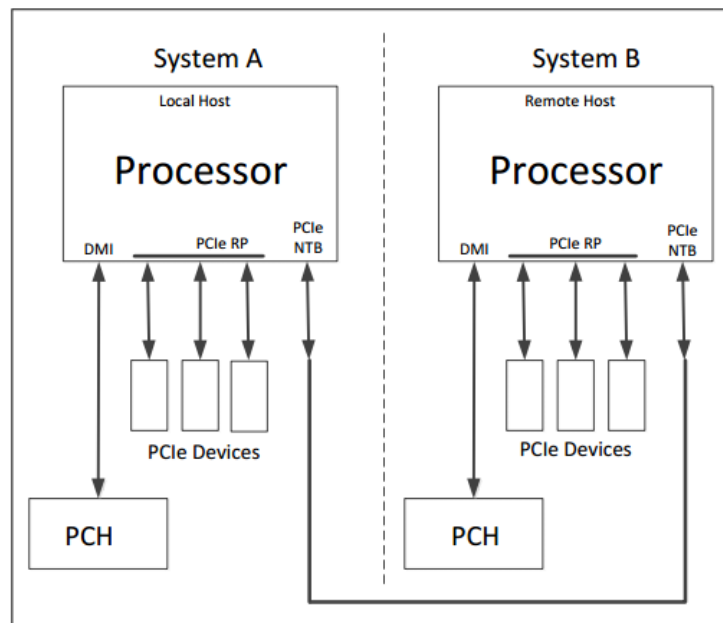 System A
Local Host
Processor
DMI
PCIe RP
PCIe
NTB
PCIe Devices
PCH
System B
Remote Host
Processor
DMI
PCIe RP
PCIe
NTB
PCIe Devices
PCH